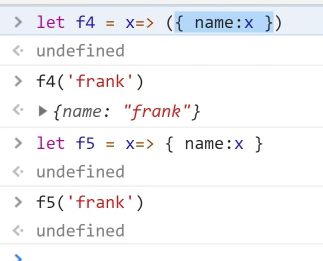 > let f4 = x=> ({ name:x })
< undefined
> f4('frank')
< ▶ {name: "frank"}
> let f5 = x=> { name:x }
< undefined
> f5('frank')
< undefined
>